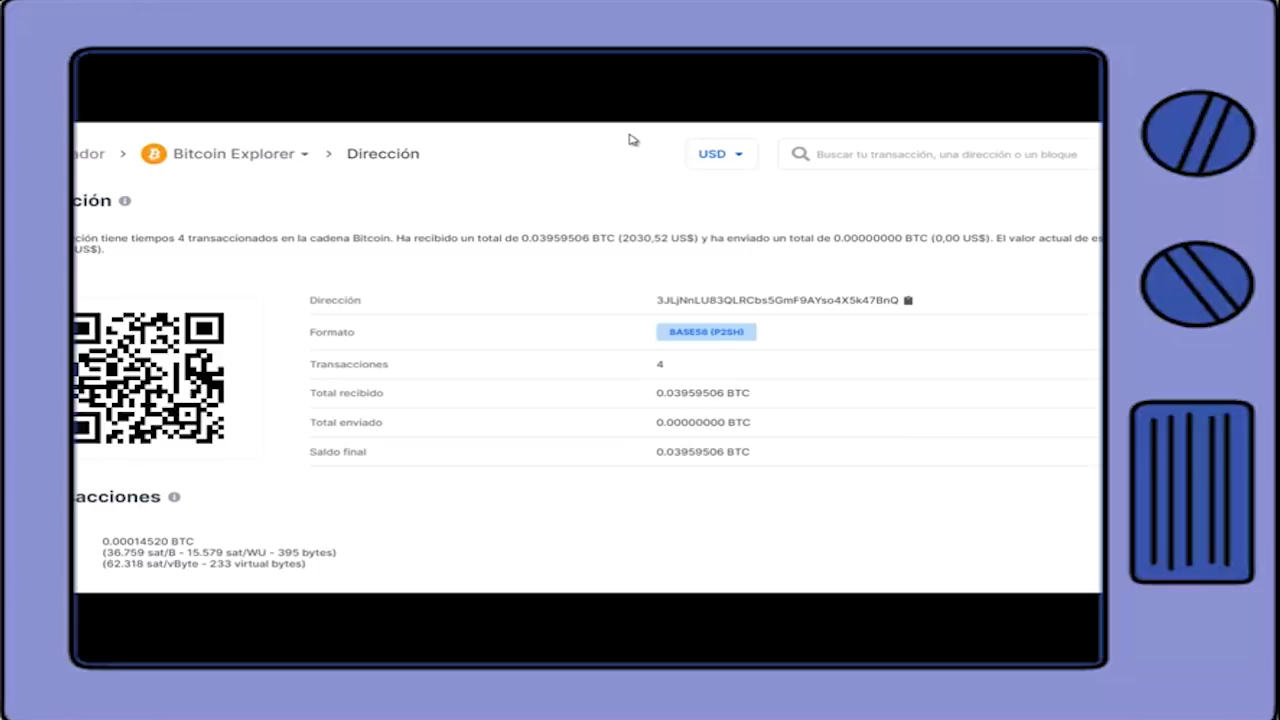 ador > Bitcoin Explorer > Dirección
USD
Buscar tu transacción, una dirección o un bloque
ción
ción tiene tiempos 4 transaccionados en la cadena Bitcoin. Ha recibido un total de 0.03959506 BTC (2030,52 US$) y ha enviado un total de 0.00000000 BTC (0,00 US$). El valor actual de es
US$).
Dirección 3JLjNnLU83QLRCbs5GmF9AYso4X5k47BnQ
Formato BASE58 (P2SH)
Transacciones 4
Total recibido 0.03959506 BTC
Total enviado 0.00000000 BTC
Saldo final 0.03959506 BTC
acciones
0.00014520 BTC
(36.759 sat/B - 15.579 sat/WU - 395 bytes)
(62.318 sat/vByte - 233 virtual bytes)